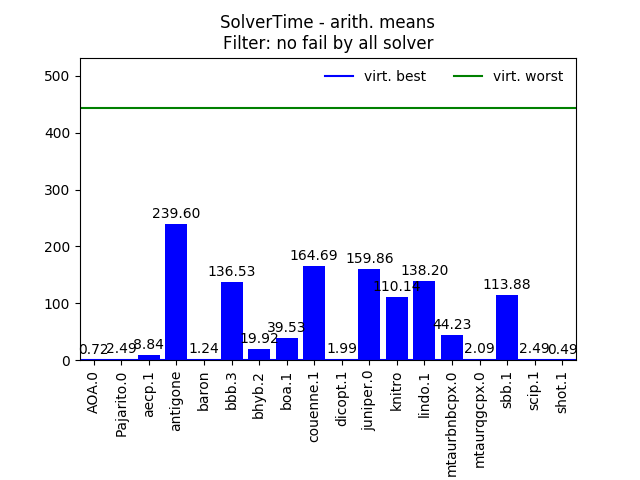 SolverTime - arith. means
Filter: no fail by all solver
virt. best virt. worst
500
400
300
200
100
0
0.72 2.49 8.84 239.60 1.24 136.53 19.92 39.53 164.69 1.99 159.86 110.14 138.20 44.23 2.09 113.88 2.49 0.49
AOA.0
Pajarito.0
aecp.1
antigone
baron
bbb.3
bhyb.2
boa.1
couenne.1
dicopt.1
juniper.0
knitro
lindo.1
mtaurbnbcpx.0
mtaurqgcpx.0
sbb.1
scip.1
shot.1